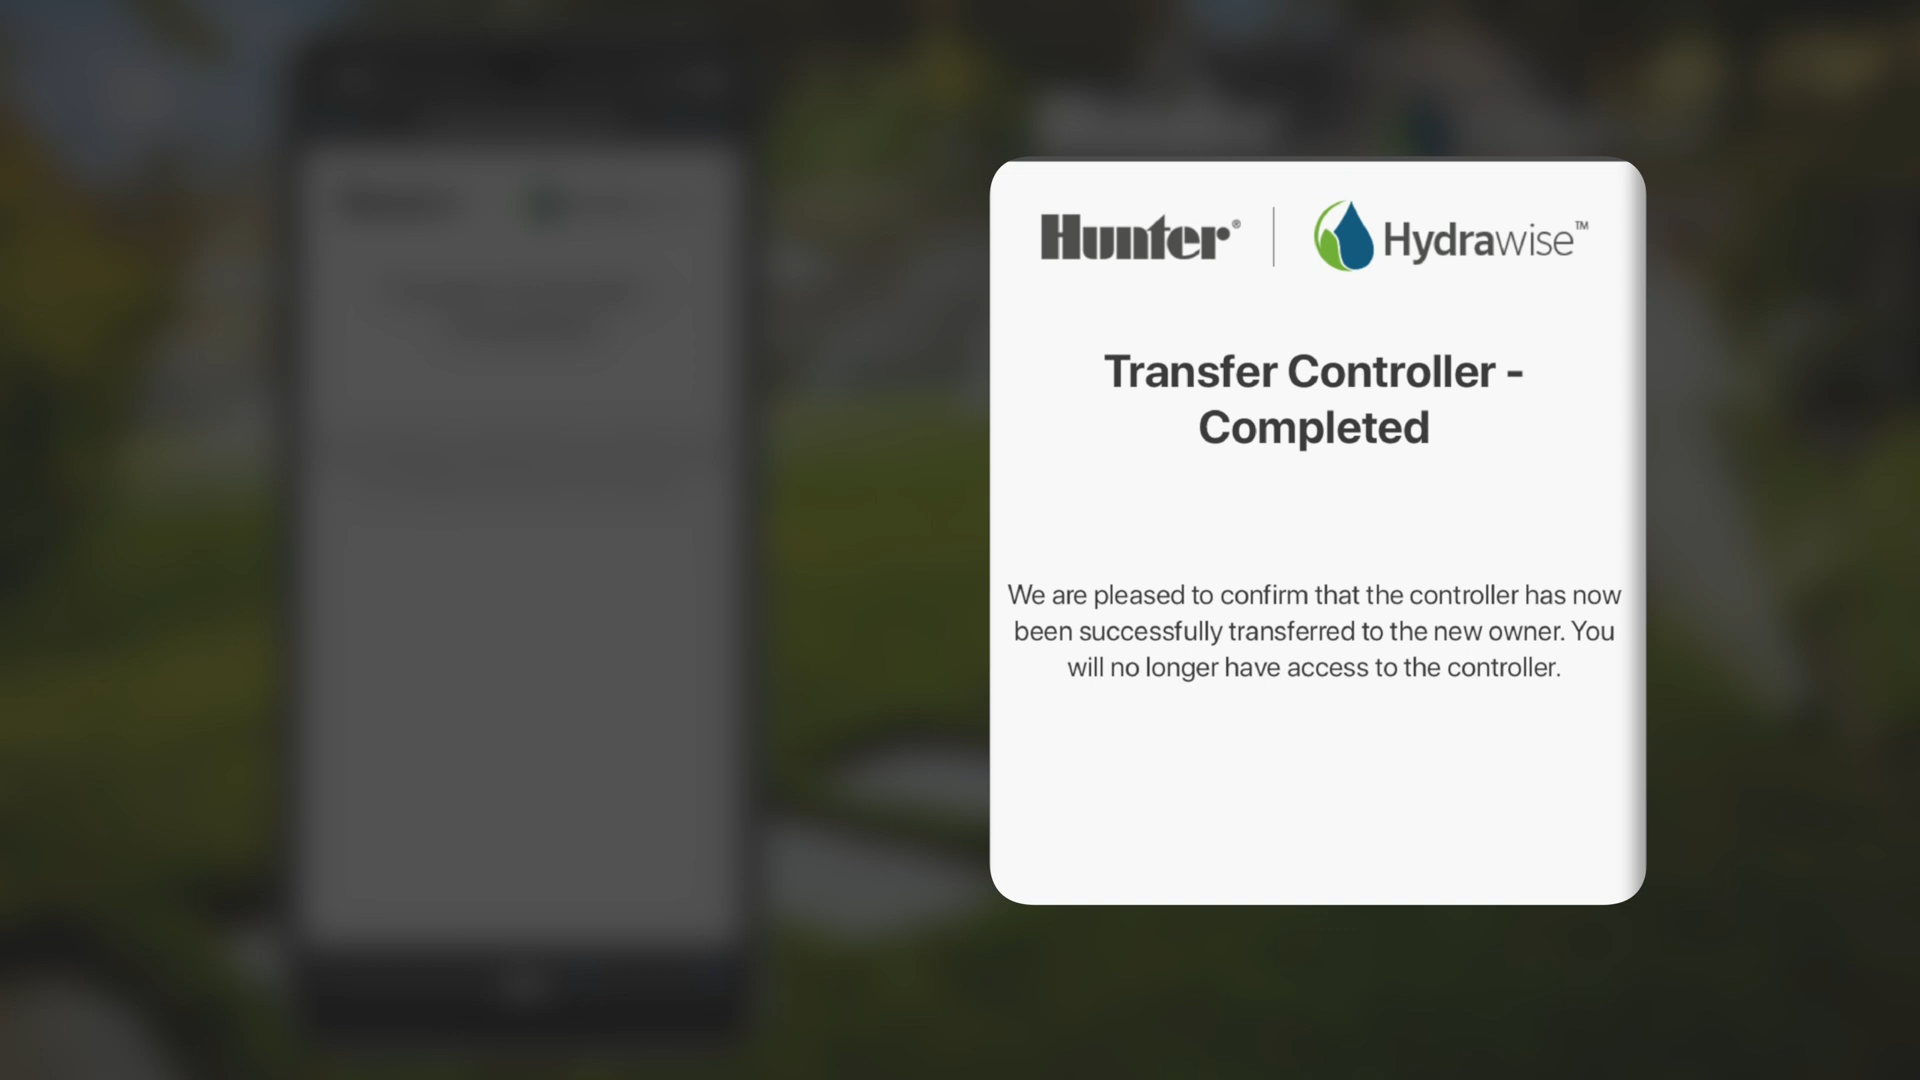 Hunter®
Hydrawise™
Transfer Controller -
Completed
We are pleased to confirm that the controller has now
been successfully transferred to the new owner. You
will no longer have access to the controller.